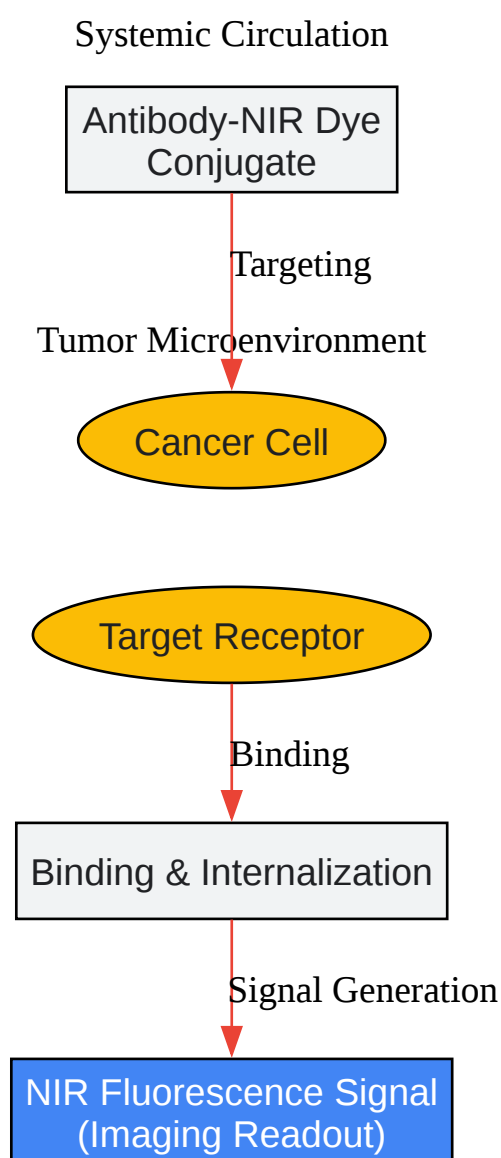 Systemic Circulation
Antibody-NIR Dye
Conjugate
Targeting
Tumor Microenvironment
Cancer Cell
Target Receptor
Binding
Binding & Internalization
Signal Generation
NIR Fluorescence Signal
(Imaging Readout)